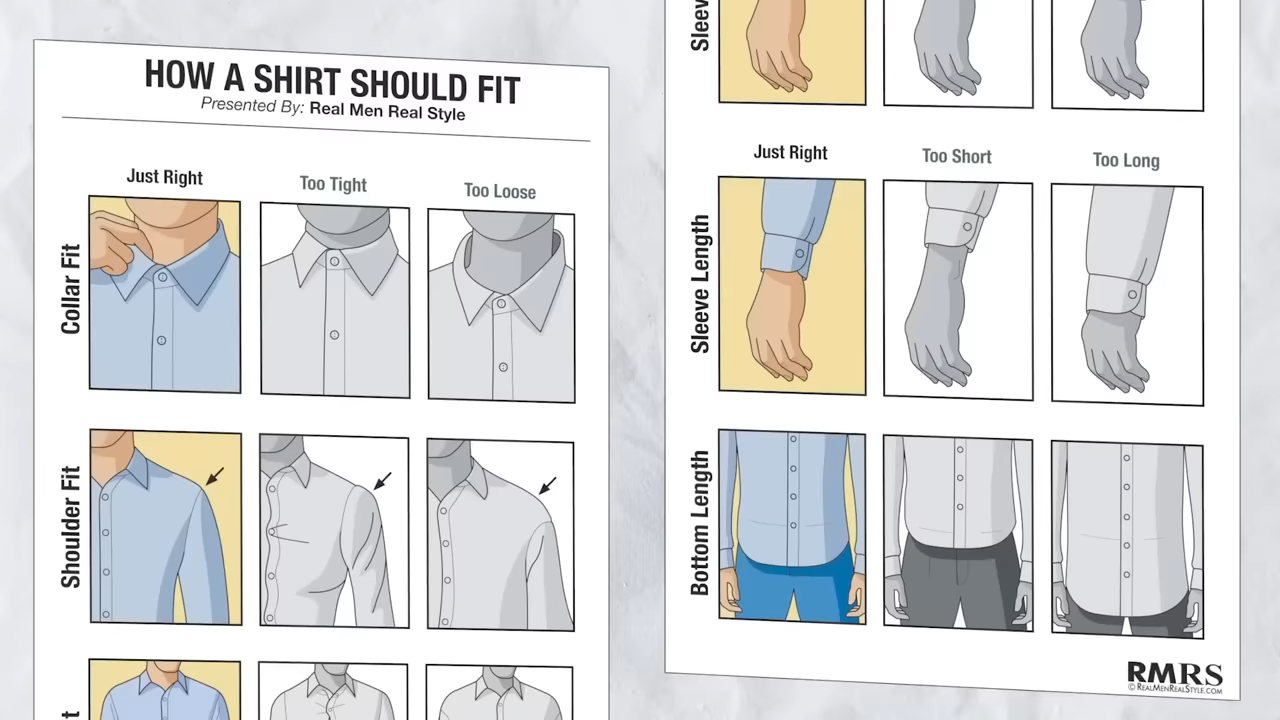 HOW A SHIRT SHOULD FIT
Presented By: Real Men Real Style
Just Right
Too Tight
Too Loose
Collar Fit
Shoulder Fit
Just Right
Too Short
Too Long
Sleeve Length
Bottom Length
RMRS
© REALMENREALSTYLE.COM